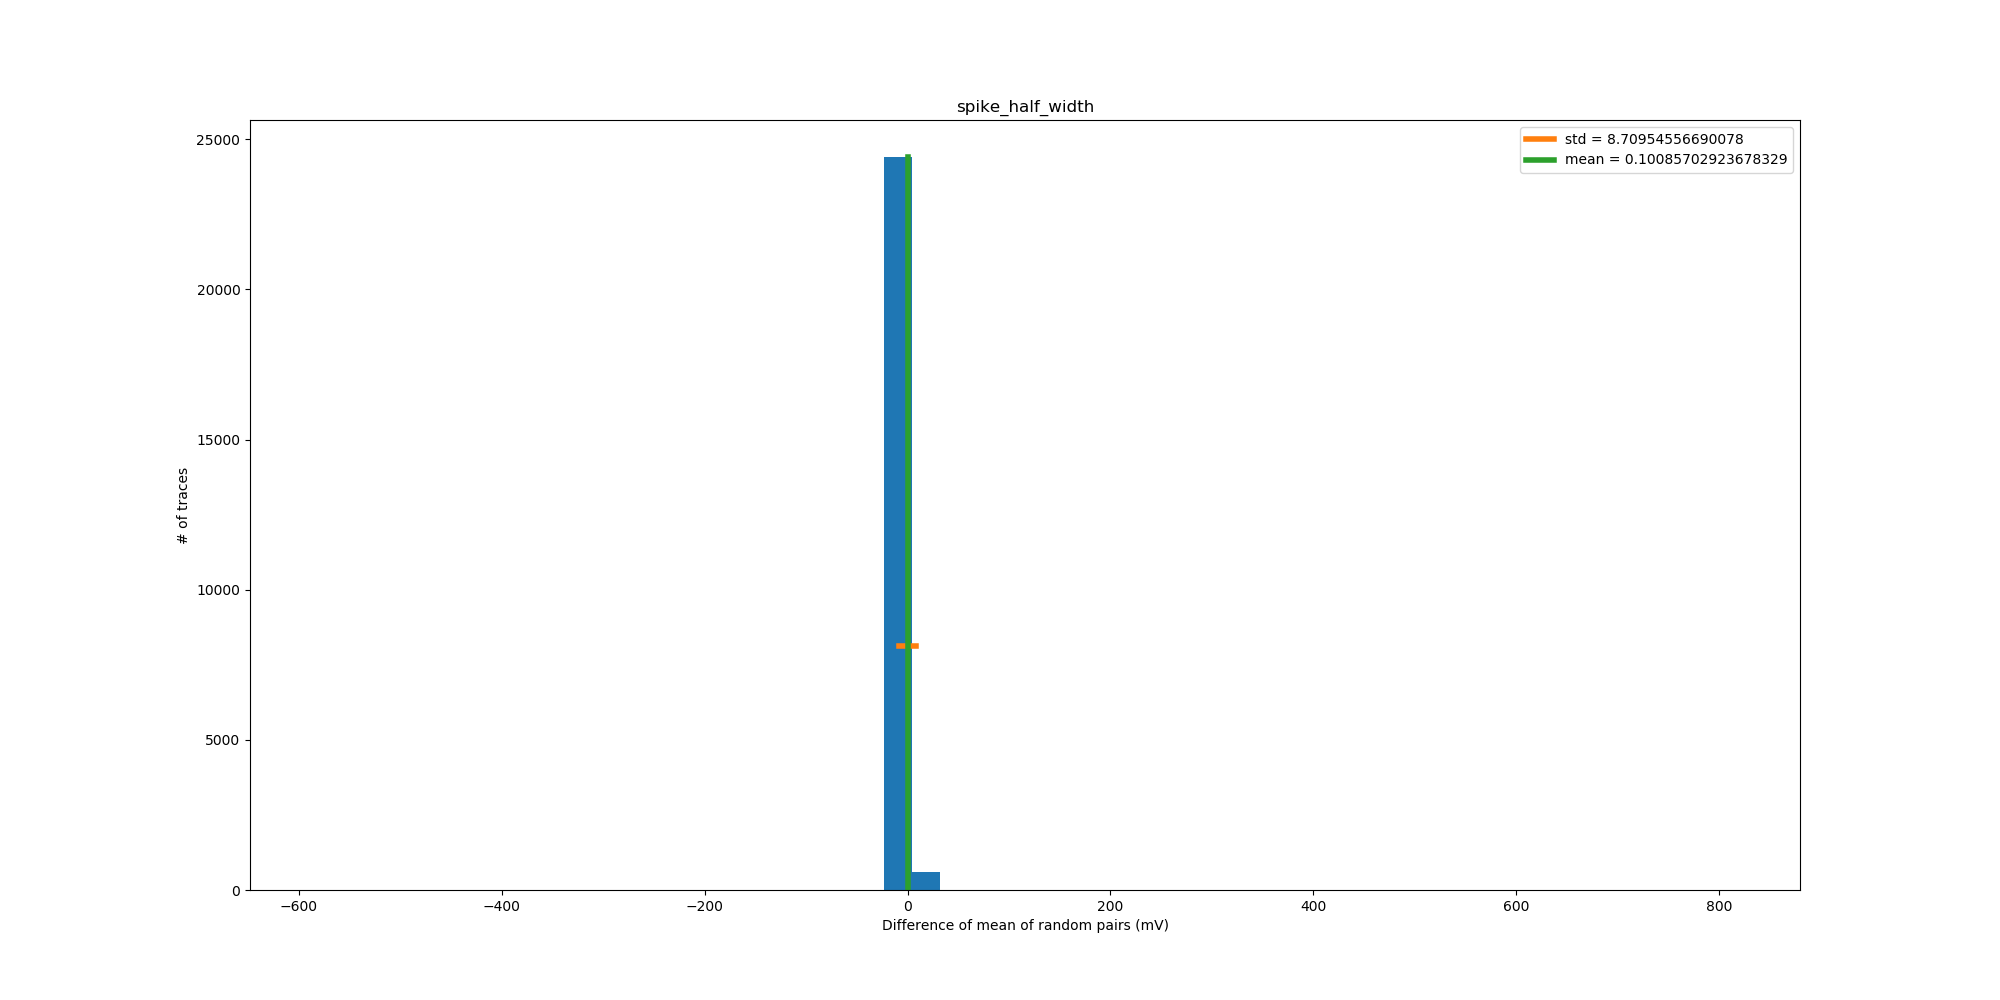 spike_half_width
std = 8.70954556690078
mean = 0.10085702923678329
25000
20000
15000
10000
5000
0
# of traces
−600 −400 −200 0 200 400 600 800
Difference of mean of random pairs (mV)